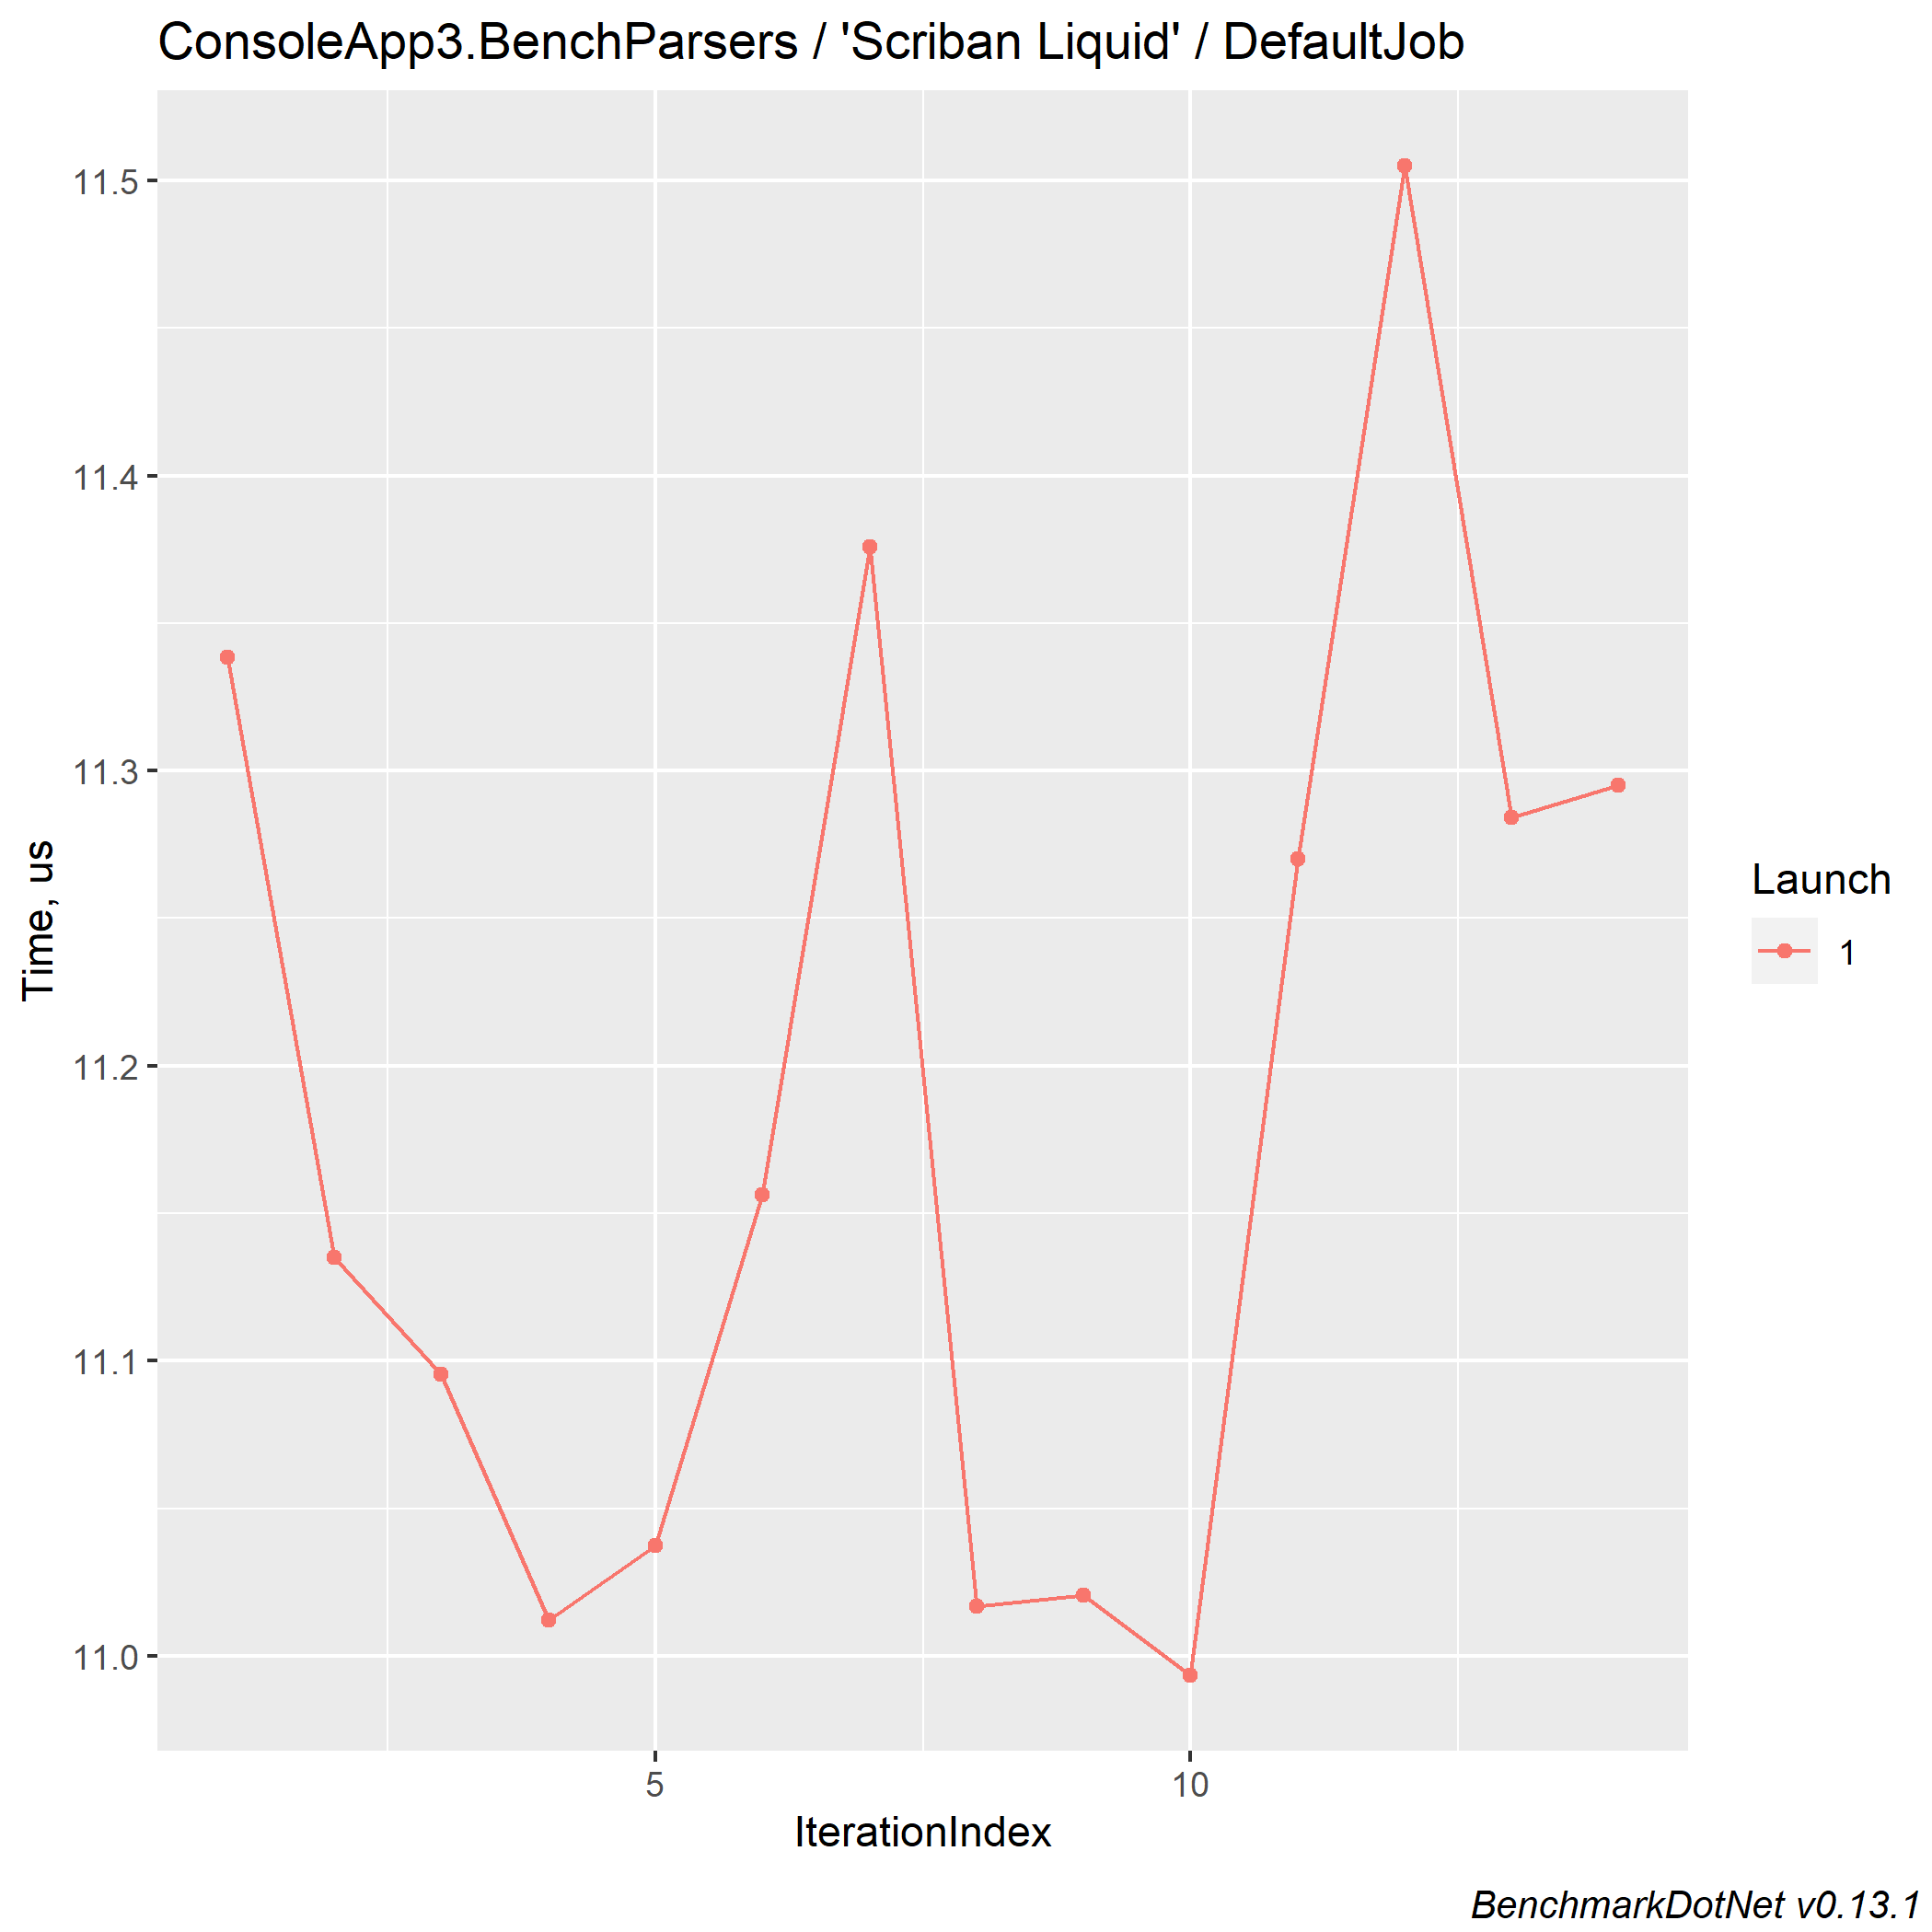 ConsoleApp3.BenchParsers / 'Scriban Liquid' / DefaultJob
11.5
11.4
11.3
11.2
11.1
11.0
Time, us
5
10
IterationIndex
Launch
1
BenchmarkDotNet v0.13.1